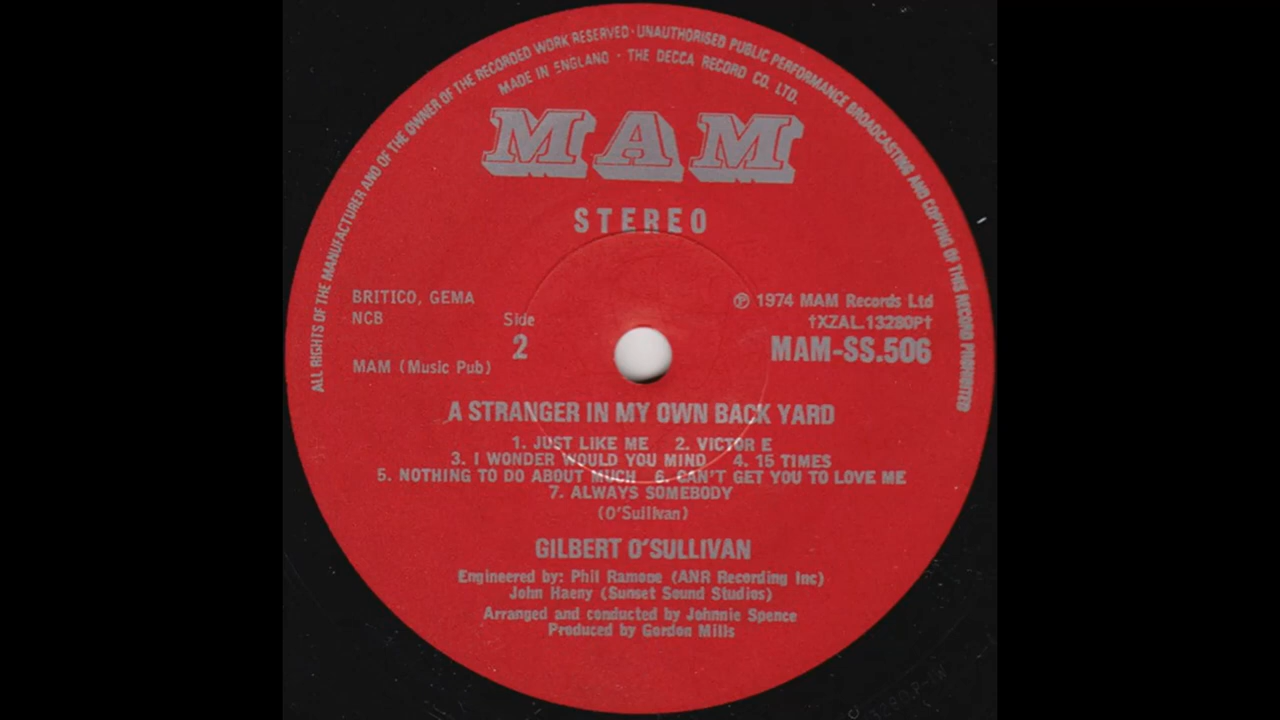 ALL RIGHTS OF THE MANUFACTURER AND OF THE OWNER OF THE RECORDED WORK RESERVED · UNAUTHORISED PUBLIC PERFORMANCE BROADCASTING AND COPYING OF THIS RECORD PROHIBITED
MADE IN ENGLAND · THE DECCA RECORD CO. LTD.
MAM
STEREO
BRITICO, GEMA
NCB
Side
2
MAM (Music Pub)
℗ 1974 MAM Records Ltd
†XZAL.13280P†
MAM-SS.506
A STRANGER IN MY OWN BACK YARD
1. JUST LIKE ME 2. VICTOR E
3. I WONDER WOULD YOU MIND 4. 15 TIMES
5. NOTHING TO DO ABOUT MUCH 6. CAN'T GET YOU TO LOVE ME
7. ALWAYS SOMEBODY
(O'Sullivan)
GILBERT O'SULLIVAN
Engineered by: Phil Ramone (ANR Recording Inc)
John Haeny (Sunset Sound Studios)
Arranged and conducted by Johnnie Spence
Produced by Gordon Mills